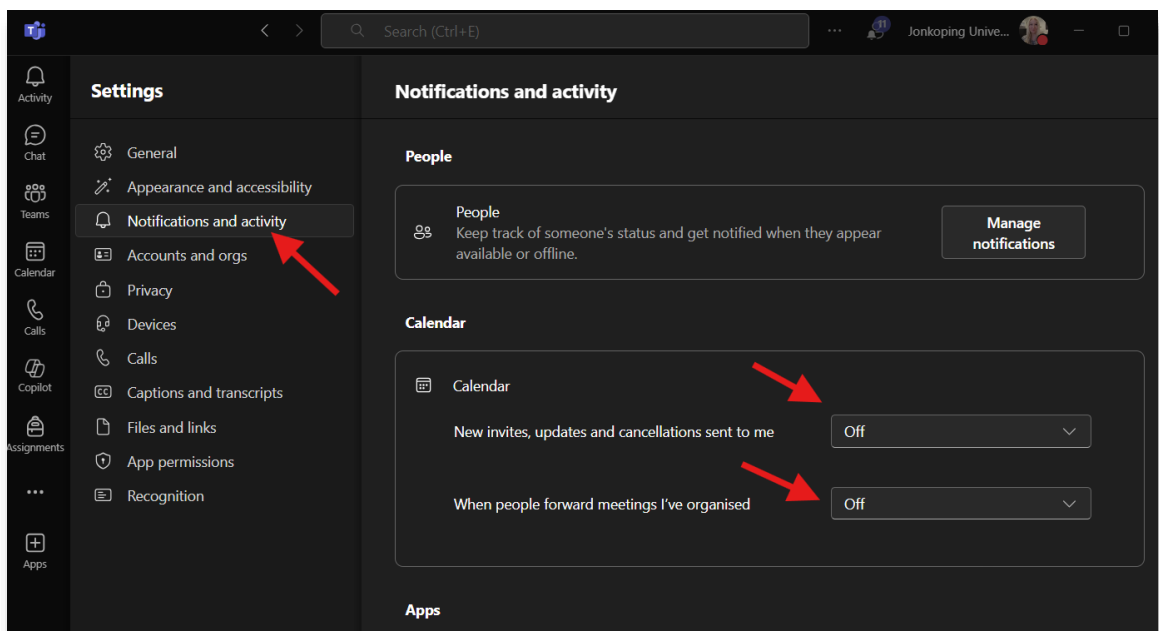 Search (Ctrl+E)
11
Jonkoping Unive...
Activity
Chat
Teams
Calendar
Calls
Copilot
Assignments
Apps
Settings
General
Appearance and accessibility
Notifications and activity
Accounts and orgs
Privacy
Devices
Calls
CC Captions and transcripts
Files and links
App permissions
Recognition
Notifications and activity
People
People
Keep track of someone's status and get notified when they appear
available or offline.
Manage
notifications
Calendar
Calendar
New invites, updates and cancellations sent to me
Off
When people forward meetings I've organised
Off
Apps